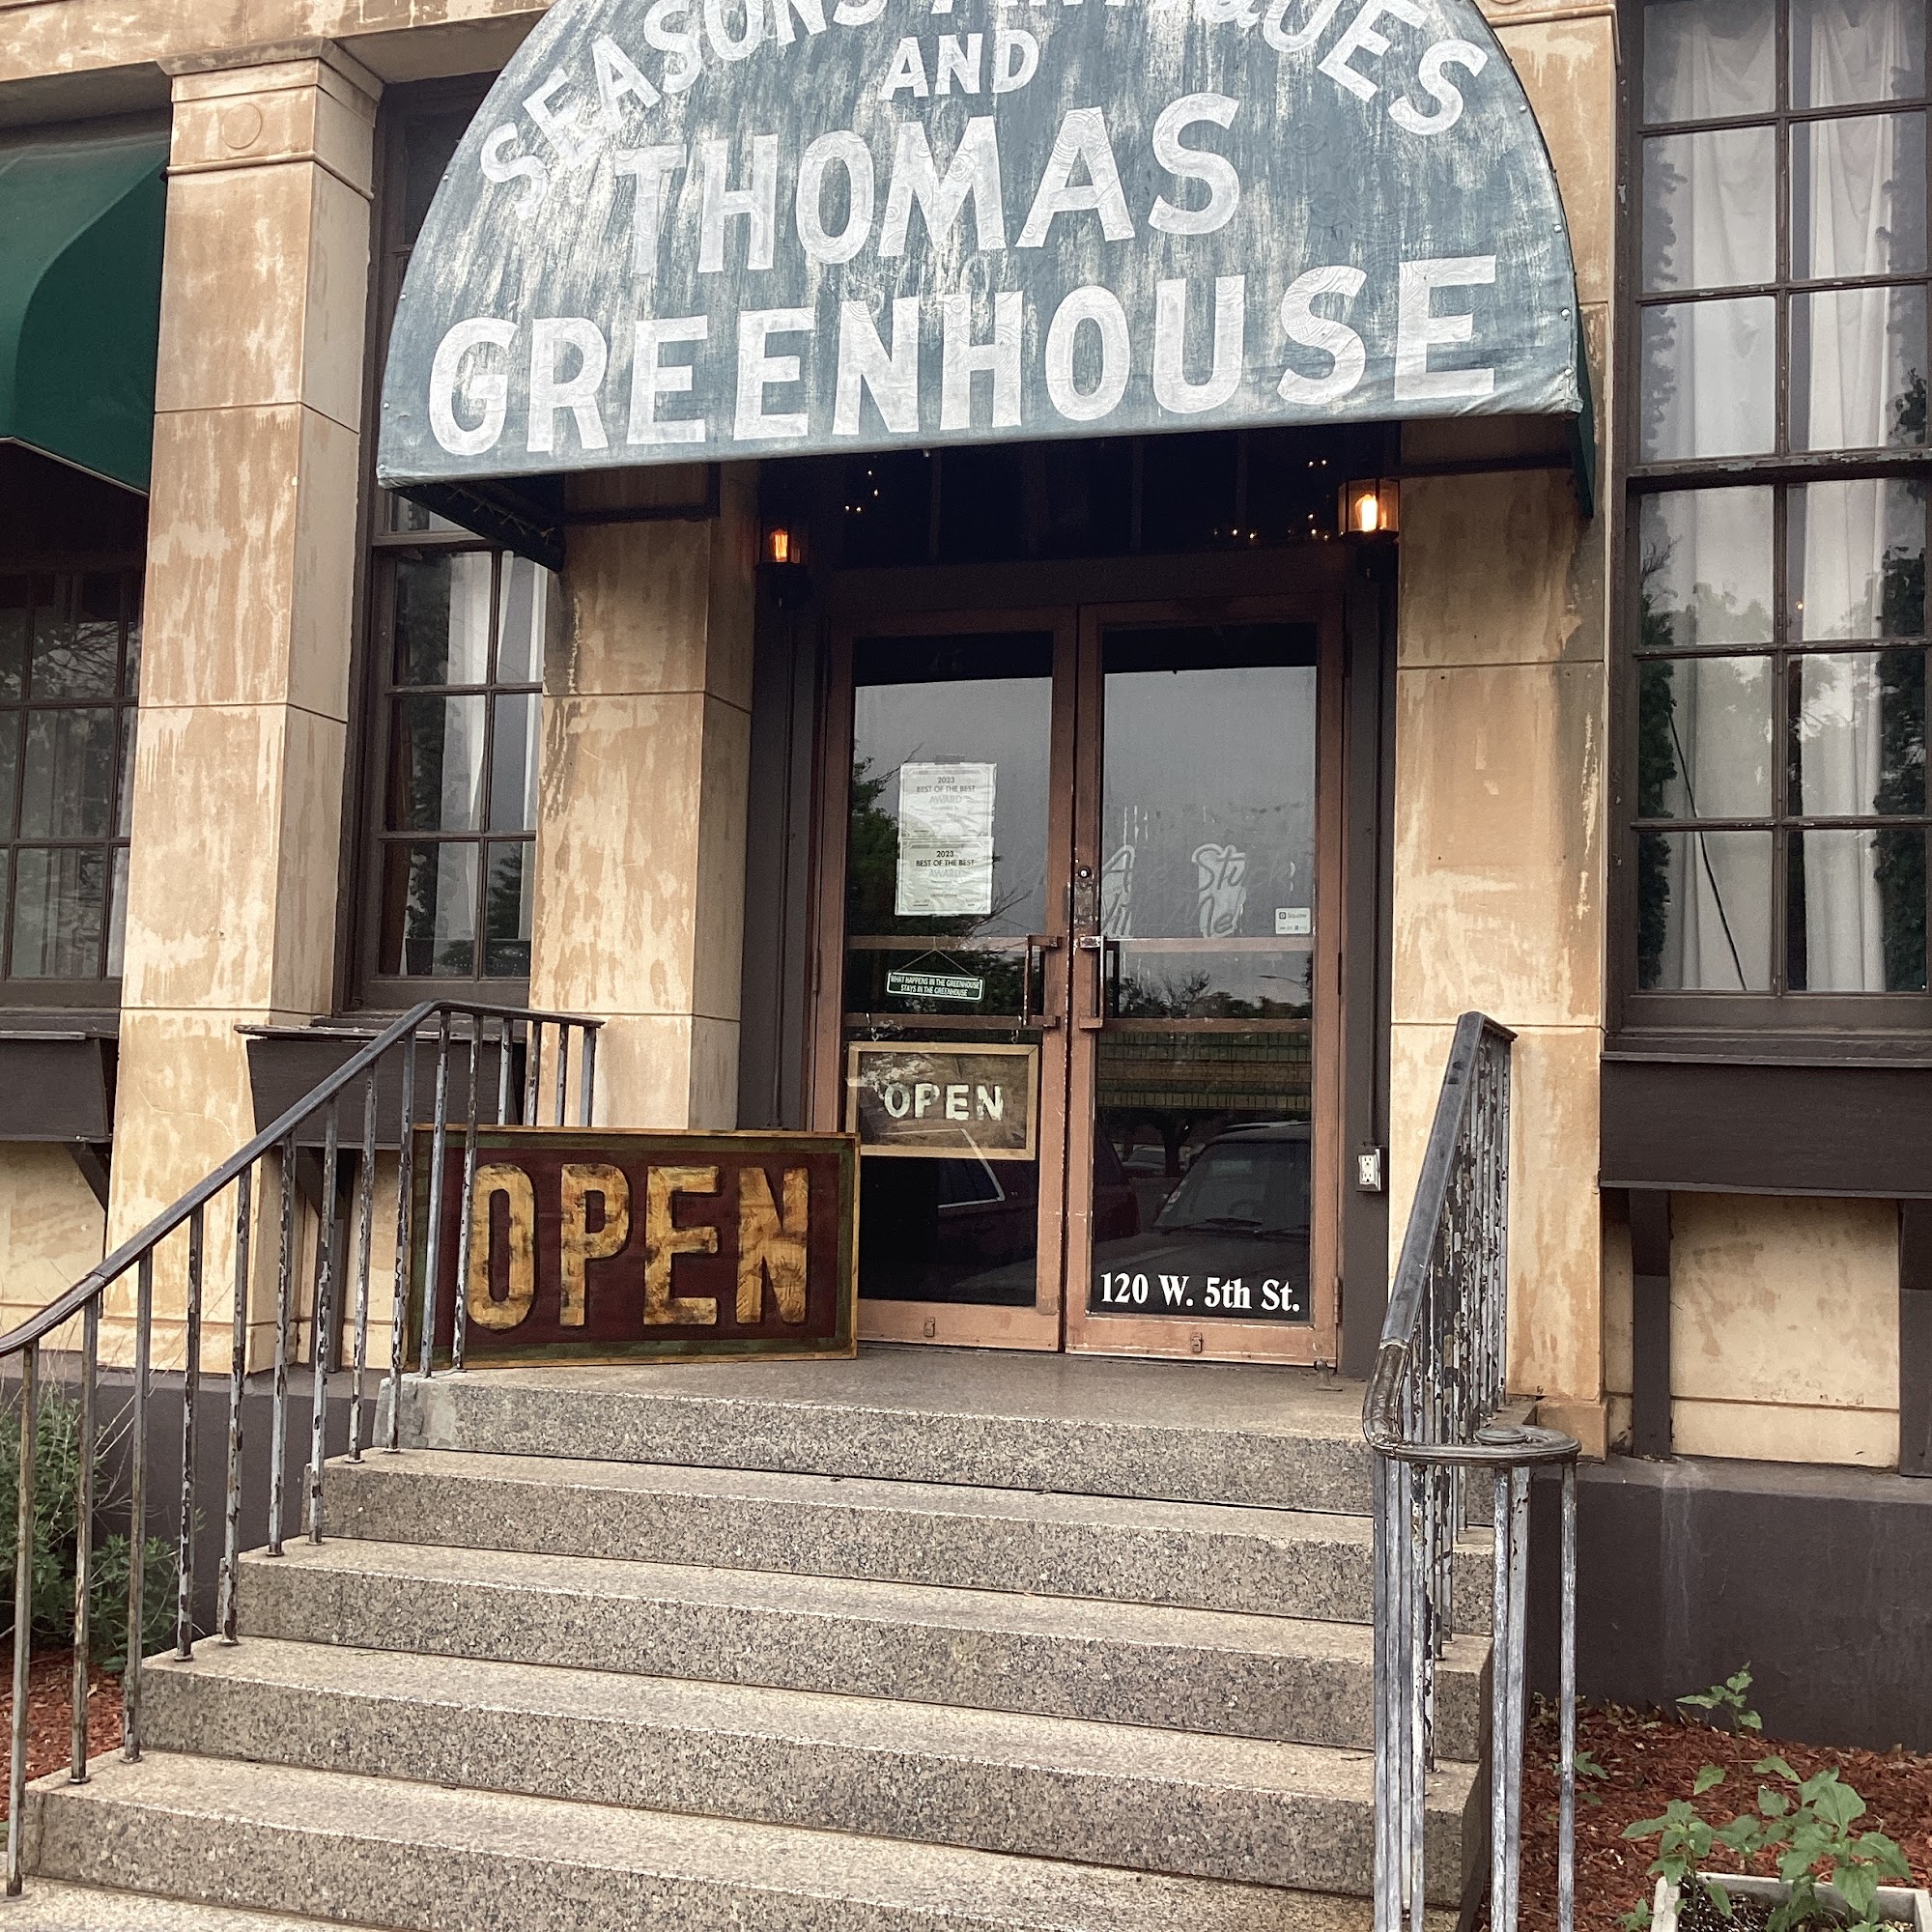 SEASONS ANTIQUES
AND
THOMAS
GREENHOUSE
2023
BEST OF THE BEST
AWARD
2023
BEST OF THE BEST
AWARD
WHAT HAPPENS IN THE GREENHOUSE
STAYS IN THE GREENHOUSE
OPEN
OPEN
120 W. 5th St.